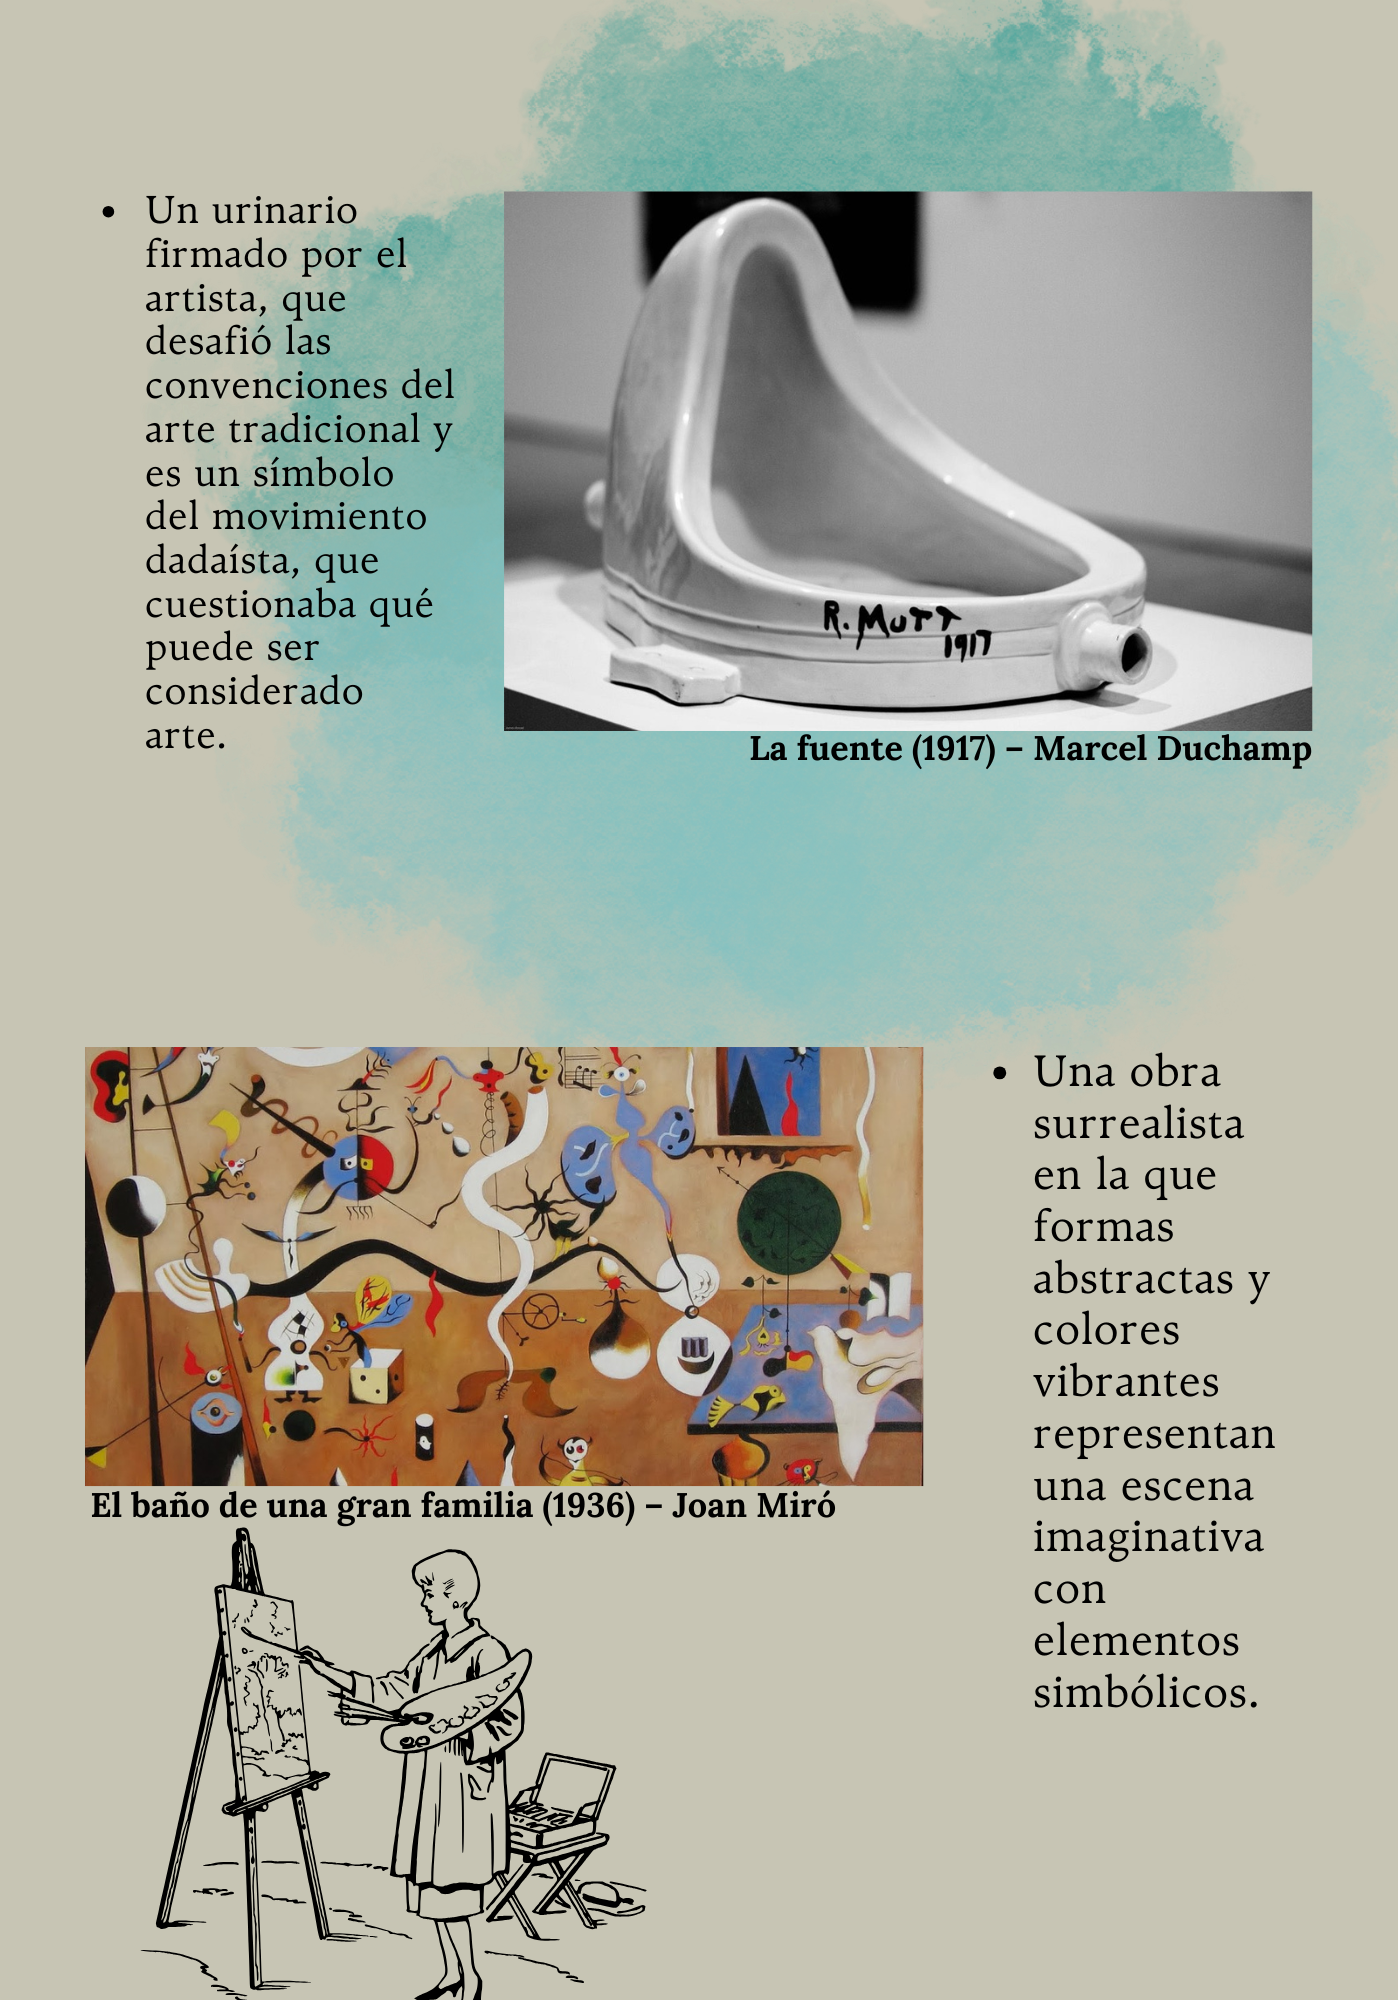 Un urinario
firmado por el
artista, que
desafió las
convenciones del
arte tradicional y
es un símbolo
del movimiento
dadaísta, que
cuestionaba qué
puede ser
considerado
arte.
R. MUTT
1917
La fuente (1917) – Marcel Duchamp
El baño de una gran familia (1936) – Joan Miró
Una obra
surrealista
en la que
formas
abstractas y
colores
vibrantes
representan
una escena
imaginativa
con
elementos
simbólicos.